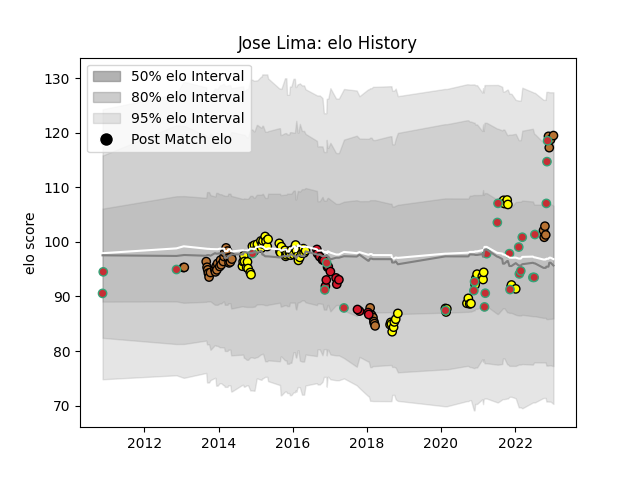 Jose Lima: elo History
50% elo Interval
80% elo Interval
95% elo Interval
Post Match elo
elo score
130
120
110
100
90
80
70
2012
2014
2016
2018
2020
2022